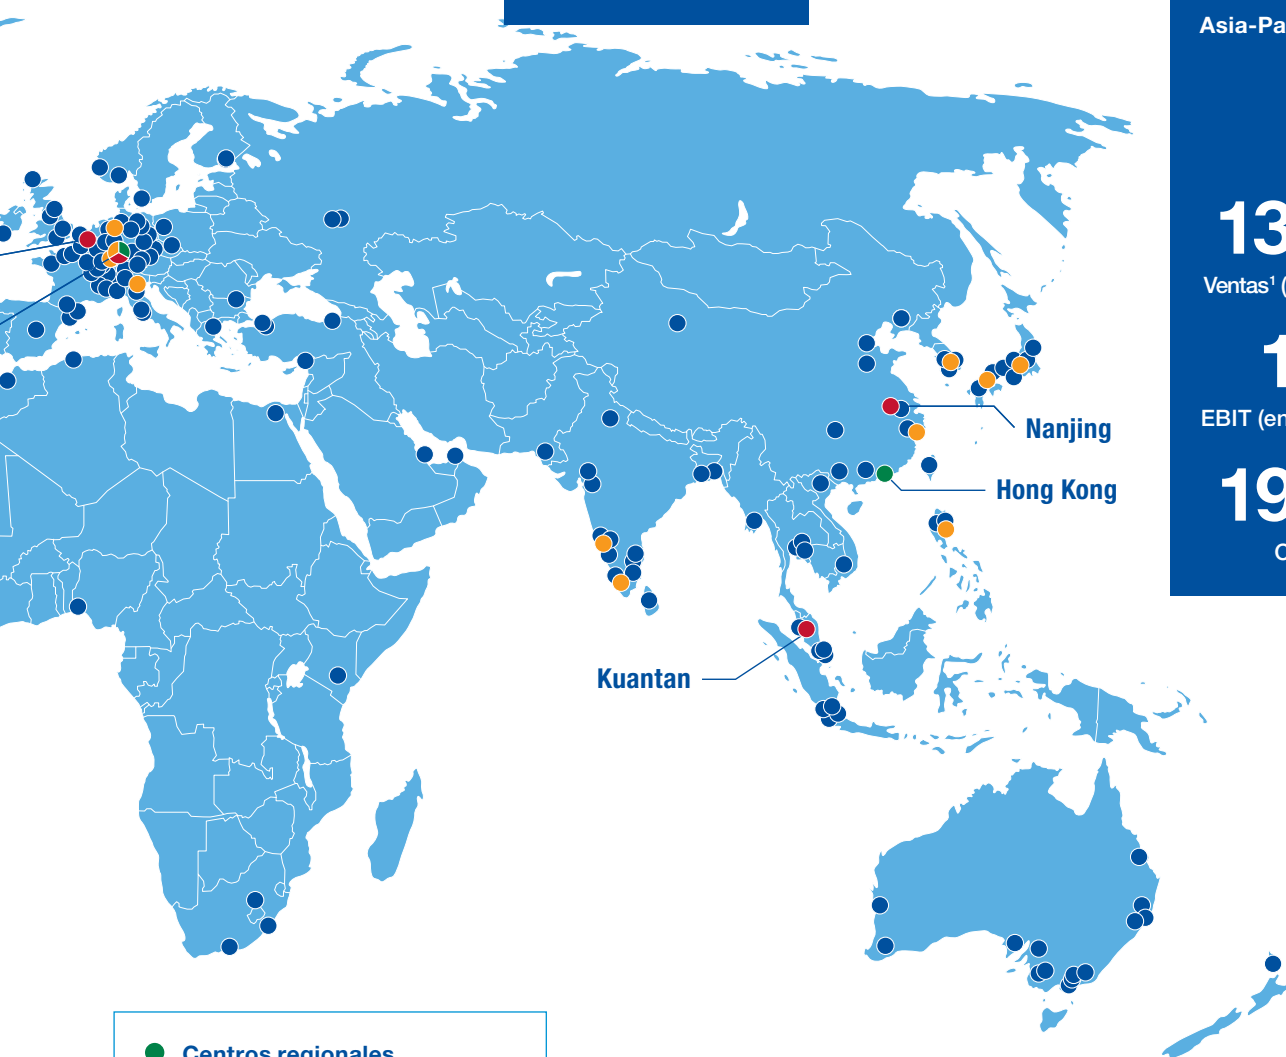 Asia-Pa
13
Ventas¹ (
1
EBIT (en
19
C
Nanjing
Hong Kong
Kuantan
Centros regionales